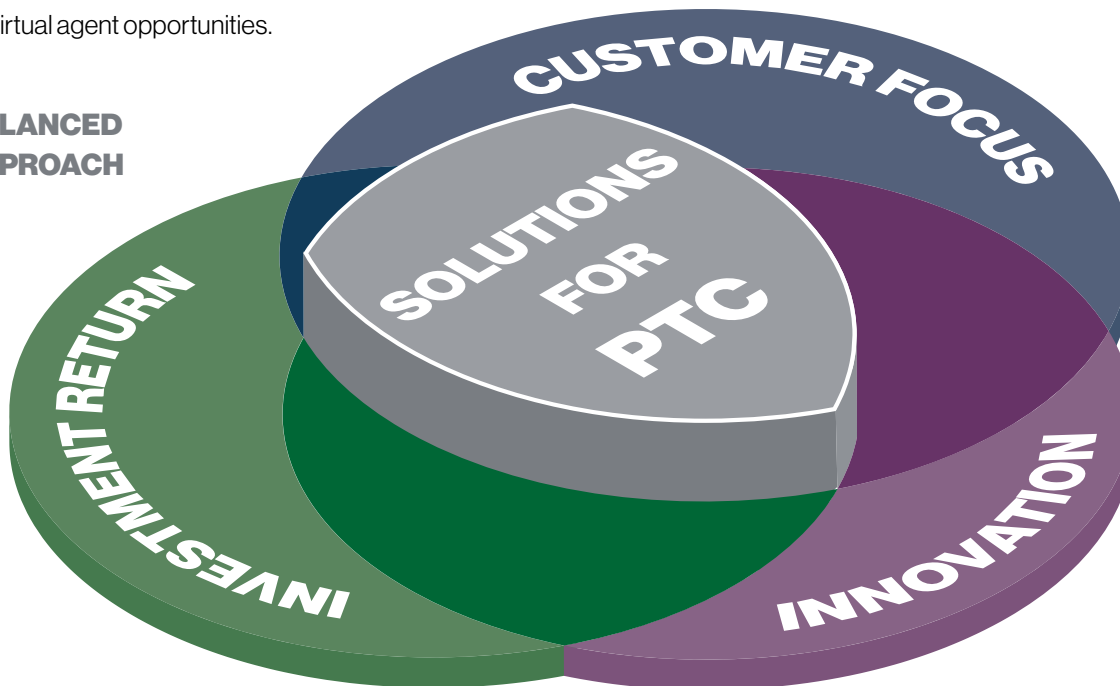 irtual agent opportunities.
LANCED
PROACH
CUSTOMER FOCUS
SOLUTIONS
FOR
PTC
INVESTMENT RETURN
INNOVATION